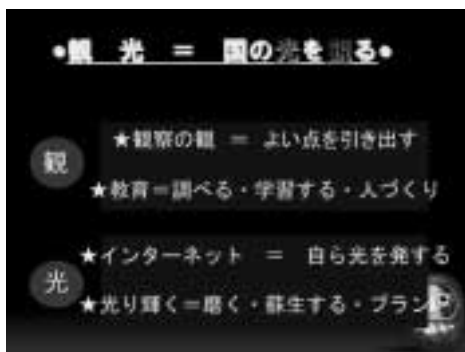 ●観 光 = 国の光を観る●
観
★観察の観 = よい点を引き出す
★教育=調べる・学習する・人づくり
光
★インターネット = 自ら光を発する
★光り輝く=磨く・蘇生する・ブラン